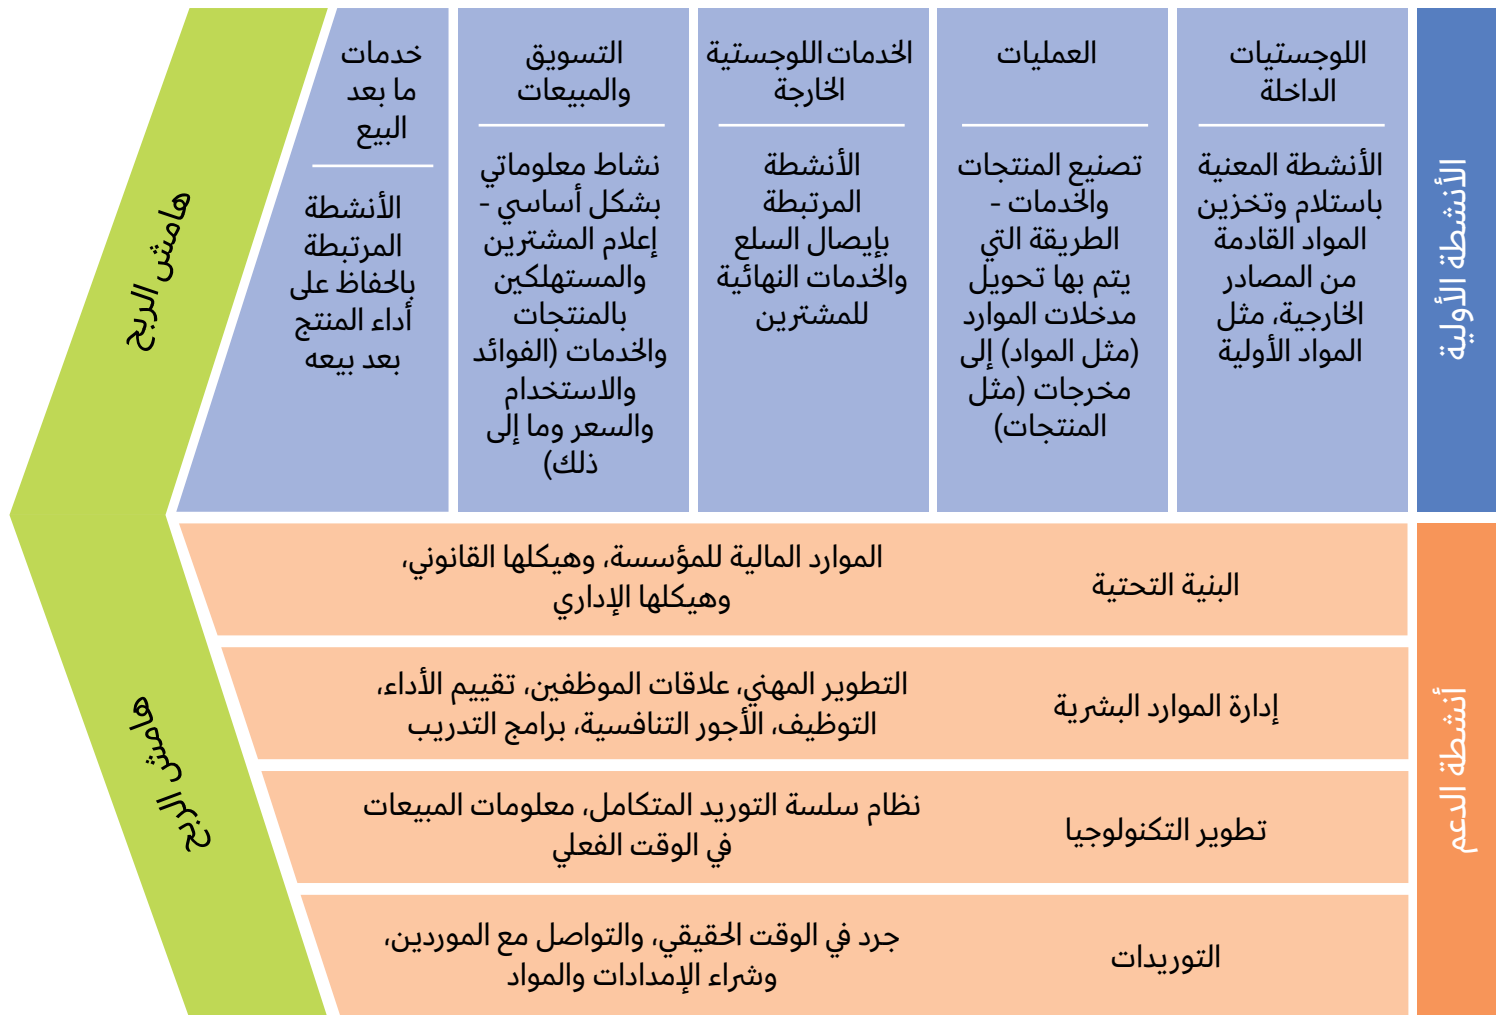 الأنشطة الأولية
اللوجستيات
الداخلة
الأنشطة المعنية
باستلام وتخزين
المواد القادمة
من المصادر
الخارجية، مثل
المواد الأولية
العمليات
تصنيع المنتجات
والخدمات -
الطريقة التي
يتم بها تحويل
مدخلات الموارد
(مثل المواد) إلى
مخرجات (مثل
المنتجات)
الخدمات اللوجستية
الخارجة
الأنشطة
المرتبطة
بإيصال السلع
والخدمات النهائية
للمشترين
التسويق
والمبيعات
نشاط معلوماتي
بشكل أساسي -
إعلام المشترين
والمستهلكين
بالمنتجات
والخدمات (الفوائد
والاستخدام
والسعر وما إلى
ذلك)
خدمات
ما بعد
البيع
الأنشطة
المرتبطة
بالحفاظ على
أداء المنتج
بعد بيعه
هامش الربح
أنشطة الدعم
البنية التحتية
الموارد المالية للمؤسسة، وهيكلها القانوني،
وهيكلها الإداري
إدارة الموارد البشرية
التطوير المهني، علاقات الموظفين، تقييم الأداء،
التوظيف، الأجور التنافسية، برامج التدريب
تطوير التكنولوجيا
نظام سلسة التوريد المتكامل، معلومات المبيعات
في الوقت الفعلي
التوريدات
جرد في الوقت الحقيقي، والتواصل مع الموردين،
وشراء الإمدادات والمواد
هامش الربح